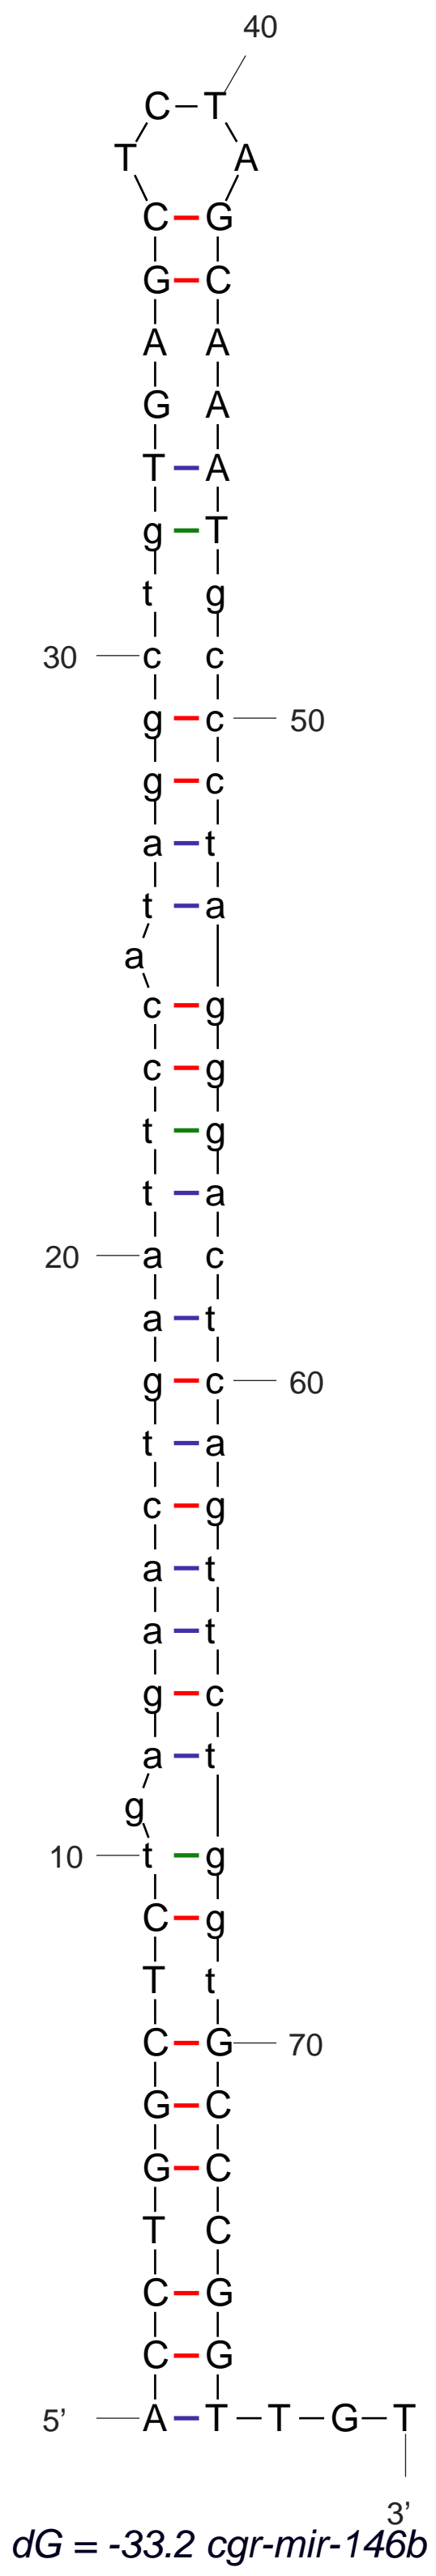 40
C T
T A
C G
G C
A A
G A
T A
g T
t g
30 c c
g c 50
g c
a t
t a
a
c g
c g
t g
t a
20 a c
a t
g c 60
t a
c g
a t
a t
g c
a t
g
10 t g
C g
T t
C G 70
G C
G C
T C
C G
C G
5’ A T T G T
3’
dG = -33.2 cgr-mir-146b